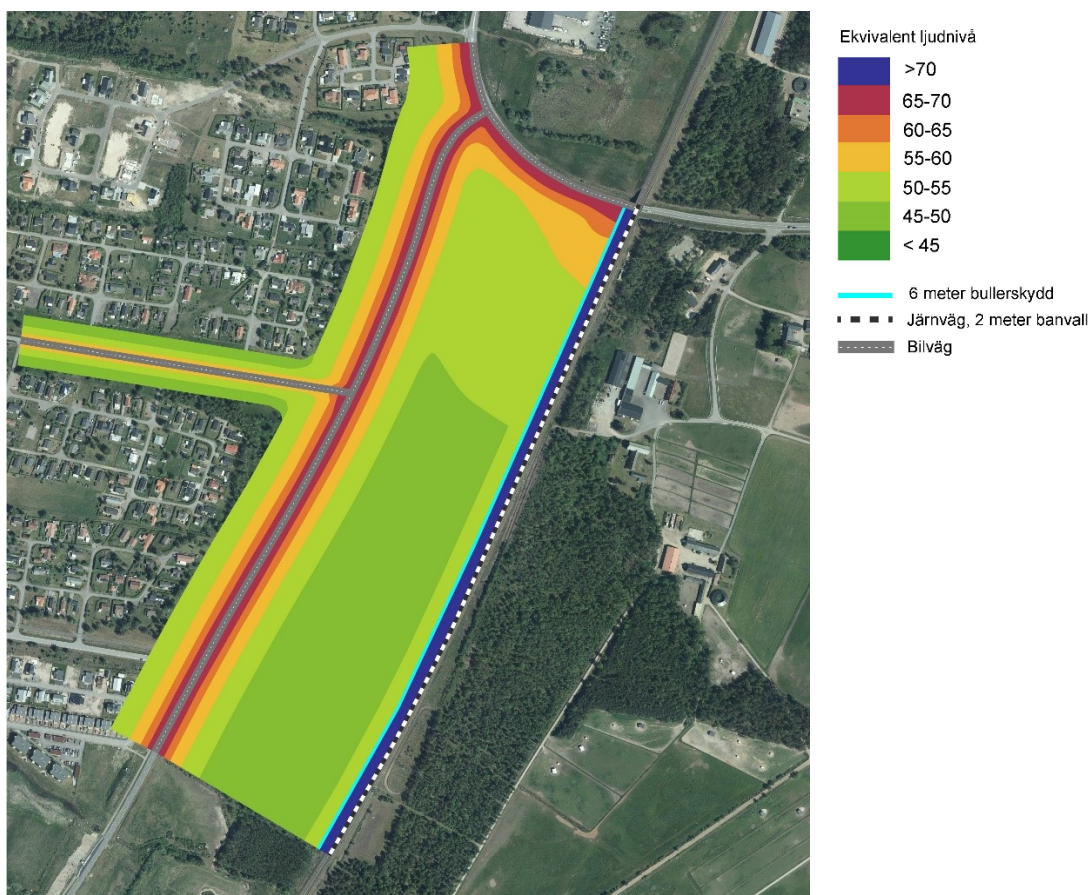 Ekvivalent ljudnivå
>70
65-70
60-65
55-60
50-55
45-50
< 45
6 meter bullerskydd
Järnväg, 2 meter banvall
Bilväg